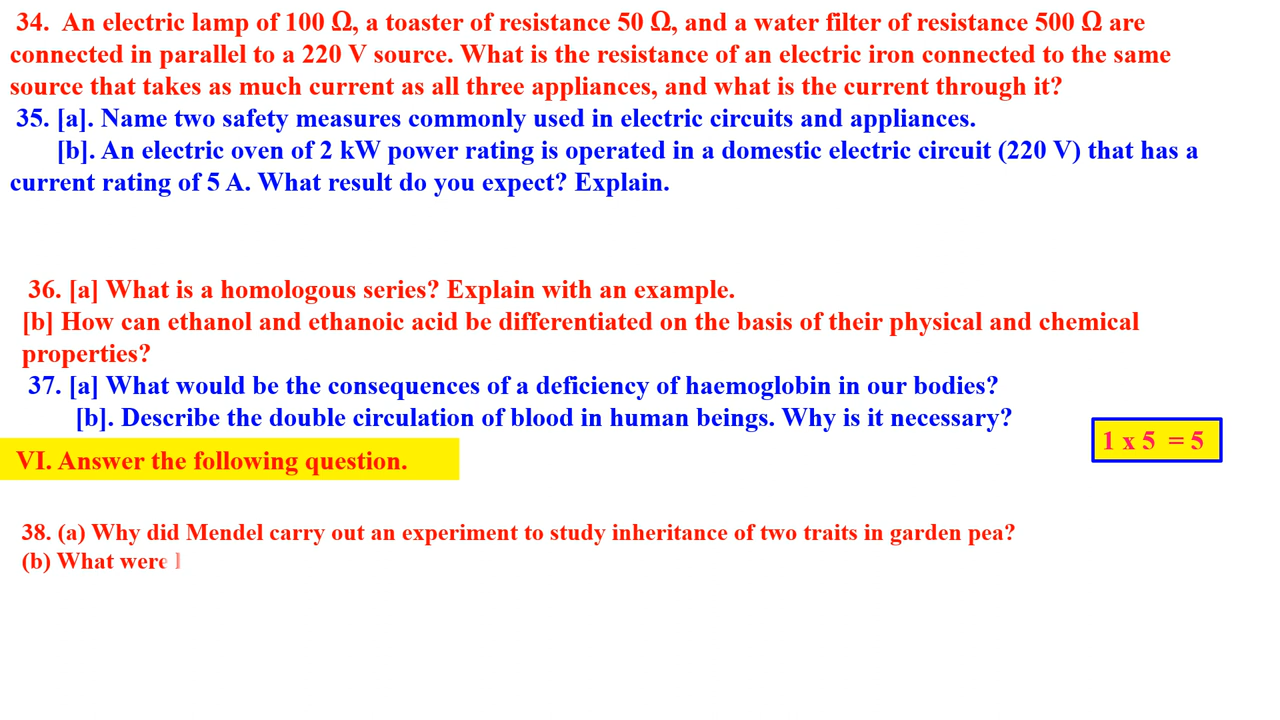 34. An electric lamp of 100 Ω, a toaster of resistance 50 Ω, and a water filter of resistance 500 Ω are
connected in parallel to a 220 V source. What is the resistance of an electric iron connected to the same
source that takes as much current as all three appliances, and what is the current through it?
35. [a]. Name two safety measures commonly used in electric circuits and appliances.
[b]. An electric oven of 2 kW power rating is operated in a domestic electric circuit (220 V) that has a
current rating of 5 A. What result do you expect? Explain.
36. [a] What is a homologous series? Explain with an example.
[b] How can ethanol and ethanoic acid be differentiated on the basis of their physical and chemical
properties?
37. [a] What would be the consequences of a deficiency of haemoglobin in our bodies?
[b]. Describe the double circulation of blood in human beings. Why is it necessary?
1 x 5 = 5
VI. Answer the following question.
38. (a) Why did Mendel carry out an experiment to study inheritance of two traits in garden pea?
(b) What were